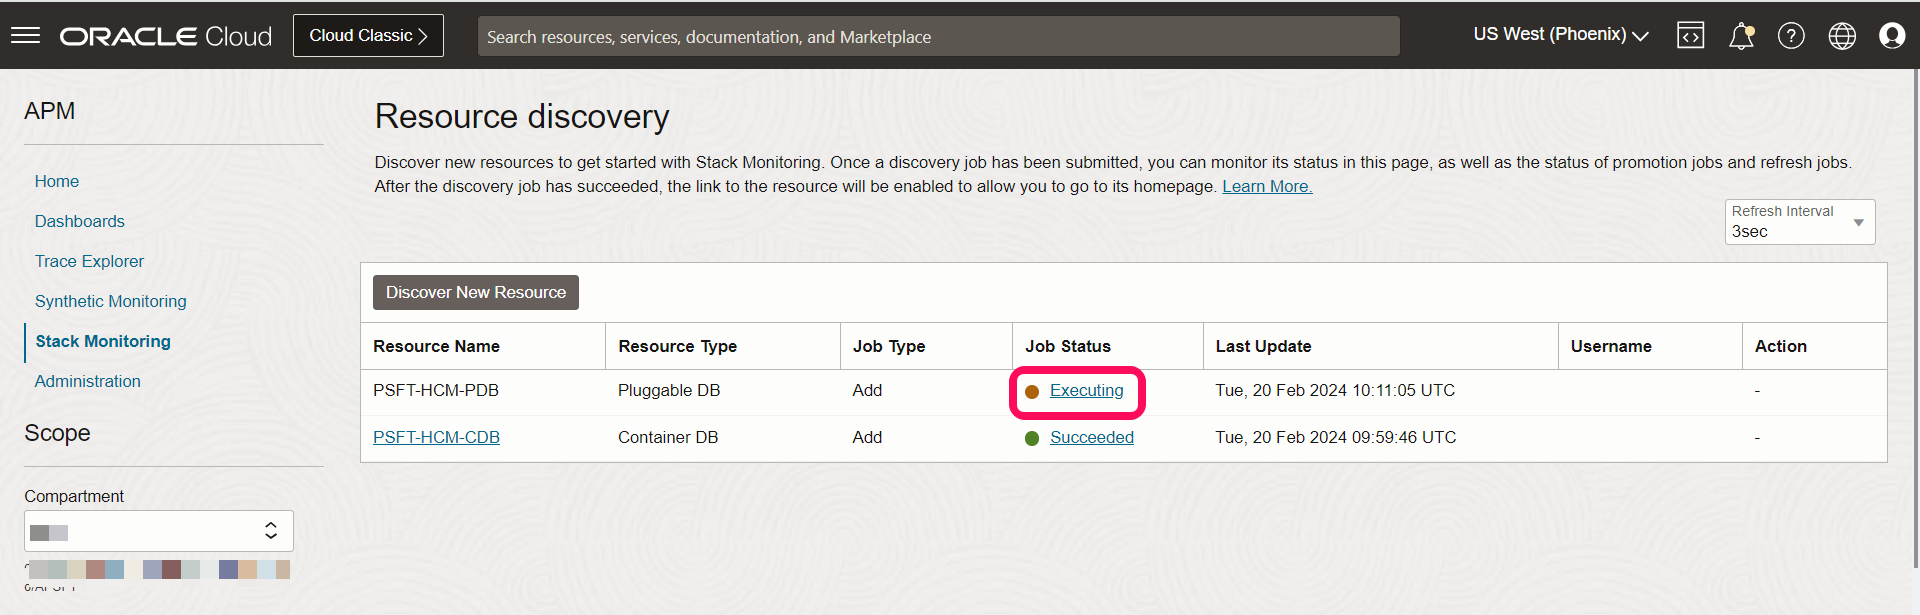 ORACLE Cloud
Cloud Classic
Search resources, services, documentation, and Marketplace
US West (Phoenix)
APM
Home
Dashboards
Trace Explorer
Synthetic Monitoring
Stack Monitoring
Administration
Scope
Compartment
Resource discovery
Discover new resources to get started with Stack Monitoring. Once a discovery job has been submitted, you can monitor its status in this page, as well as the status of promotion jobs and refresh jobs.
After the discovery job has succeeded, the link to the resource will be enabled to allow you to go to its homepage. Learn More.
Refresh Interval
3sec
Discover New Resource
Resource Name Resource Type Job Type Job Status Last Update Username Action
PSFT-HCM-PDB Pluggable DB Add Executing Tue, 20 Feb 2024 10:11:05 UTC -
PSFT-HCM-CDB Container DB Add Succeeded Tue, 20 Feb 2024 09:59:46 UTC -